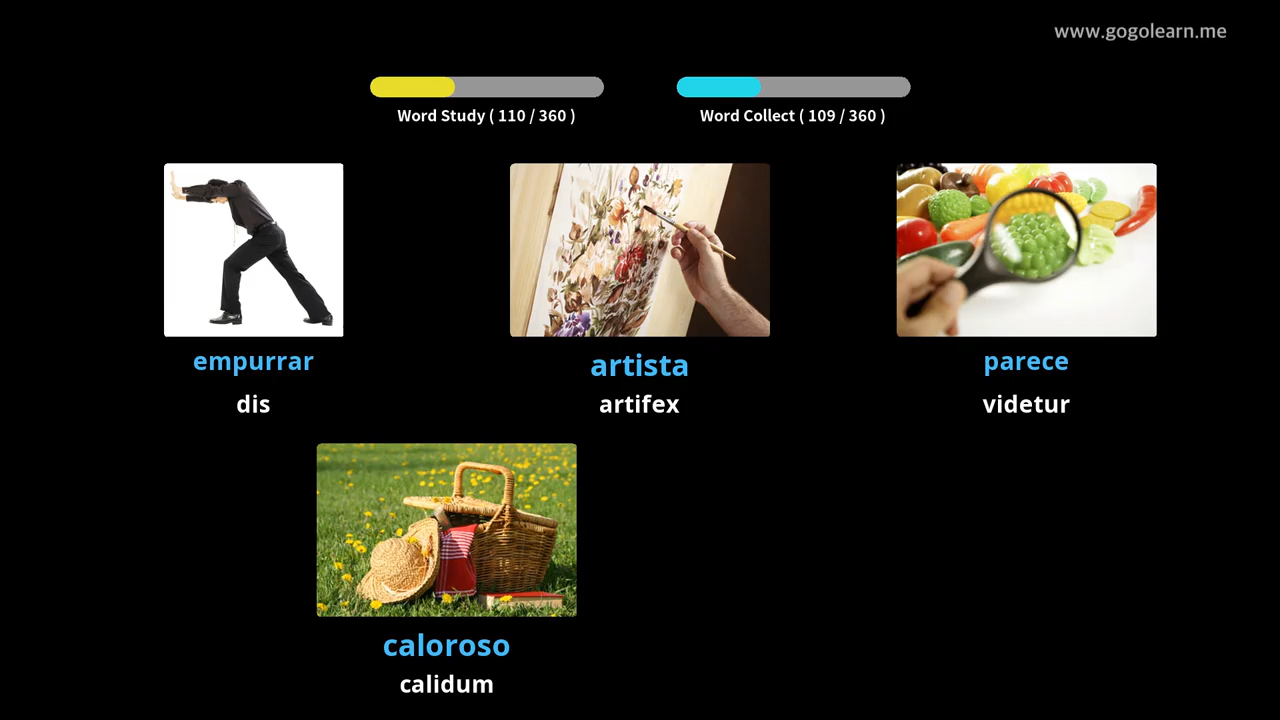 www.gogolearn.me
Word Study ( 110 / 360 )
Word Collect ( 109 / 360 )
empurrar
dis
artista
artifex
parece
videtur
caloroso
calidum